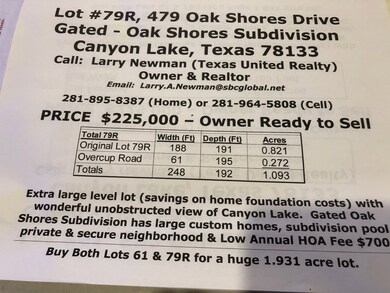 Lot #79R, 479 Oak Shores Drive
Gated - Oak Shores Subdivision
Canyon Lake, Texas 78133
Call: Larry Newman (Texas United Realty)
Owner & Realtor
Email: Larry.A.Newman@sbcglobal.net
281-895-8387 (Home) or 281-964-5808 (Cell)
PRICE $225,000 – Owner Ready to Sell
Total 79R Width (Ft) Depth (Ft) Acres
Original Lot 79R 188 191 0.821
Overcup Road 61 195 0.272
Totals 248 192 1.093
Extra large level lot (savings on home foundation costs) with
wonderful unobstructed view of Canyon Lake. Gated Oak
Shores Subdivision has large custom homes, subdivision pool
private & secure neighborhood & Low Annual HOA Fee $700
Buy Both Lots 61 & 79R for a huge 1.931 acre lot.